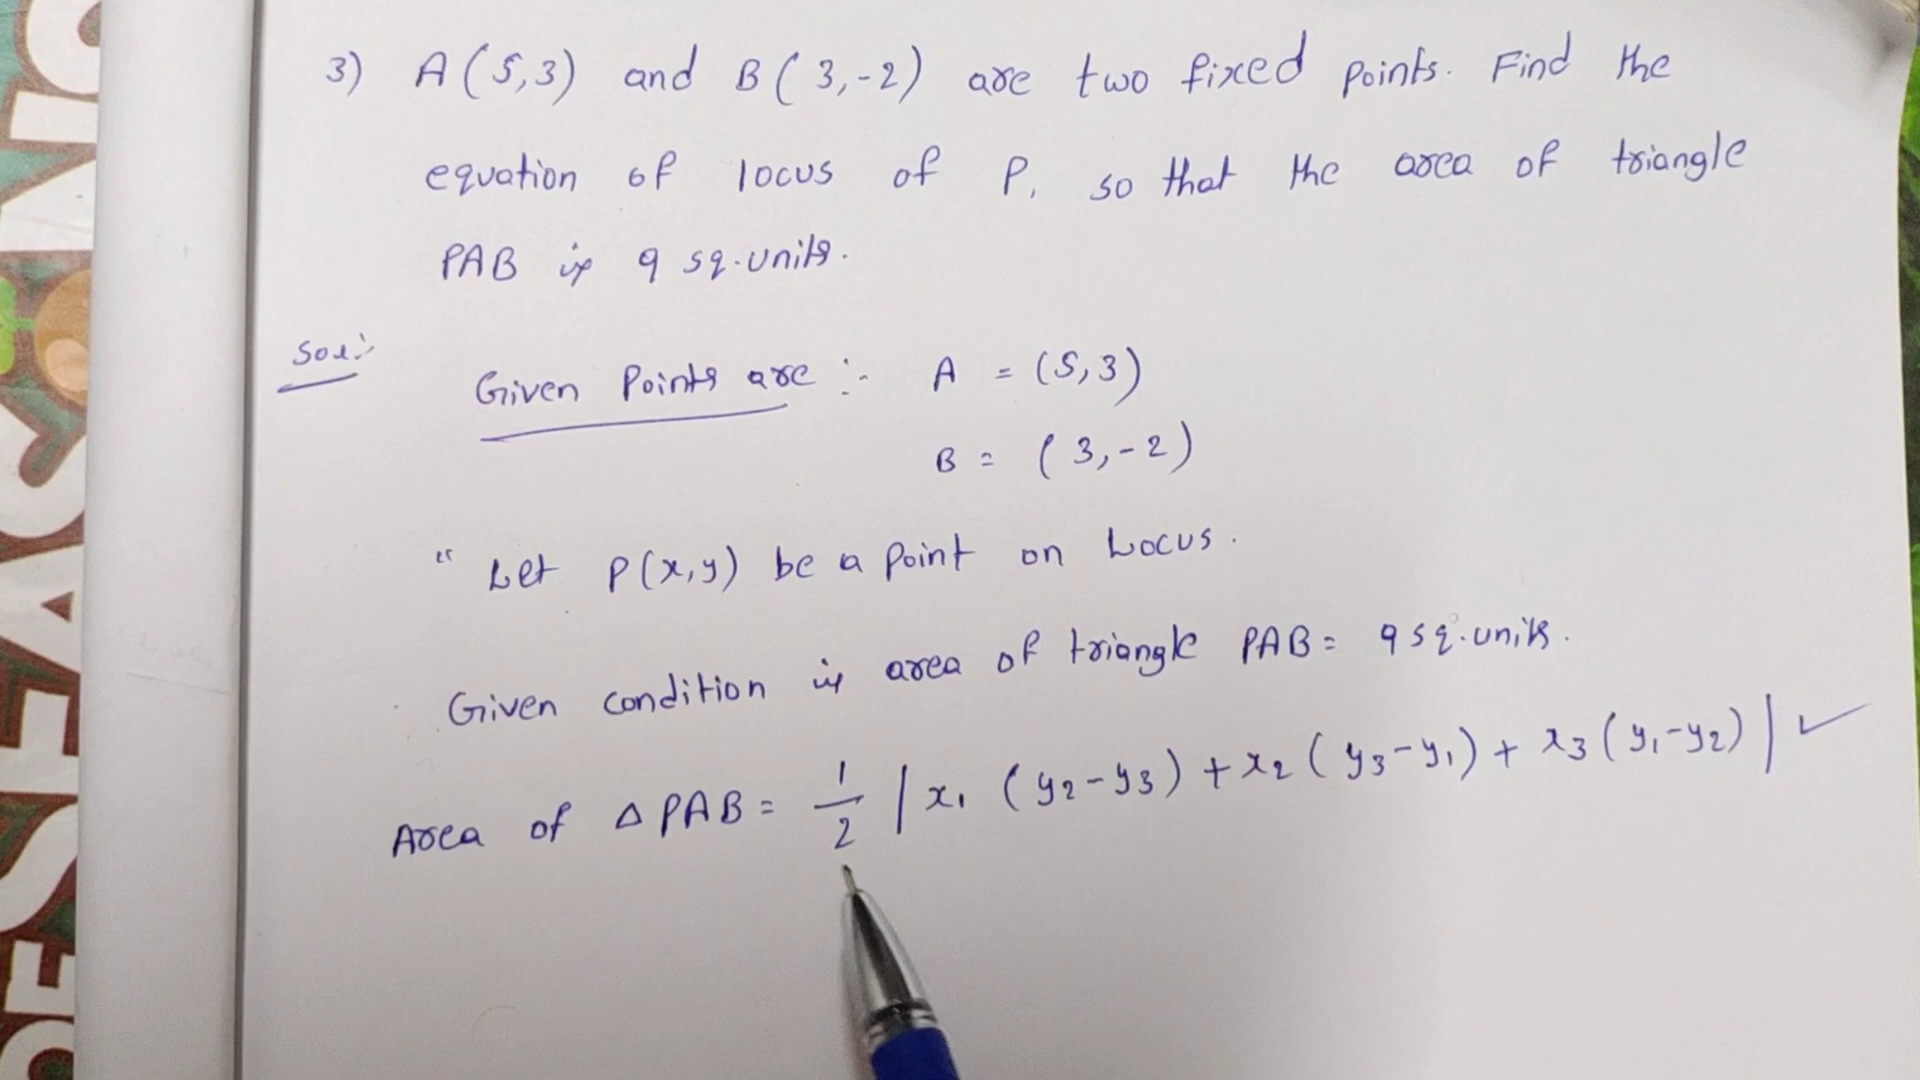 3) A(5,3) and B(3,-2) are two fixed points. Find the
equation of locus of P, so that the area of triangle
PAB is 9 sq.units.
Sol:-
Given Points are :- A = (5,3)
B = (3,-2)
" Let P(x,y) be a point on Locus.
Given condition is area of triangle PAB = 9 sq.units.
Area of △PAB = 1/2 | x₁ (y₂-y₃) + x₂ (y₃-y₁) + x₃ (y₁-y₂) | ✓